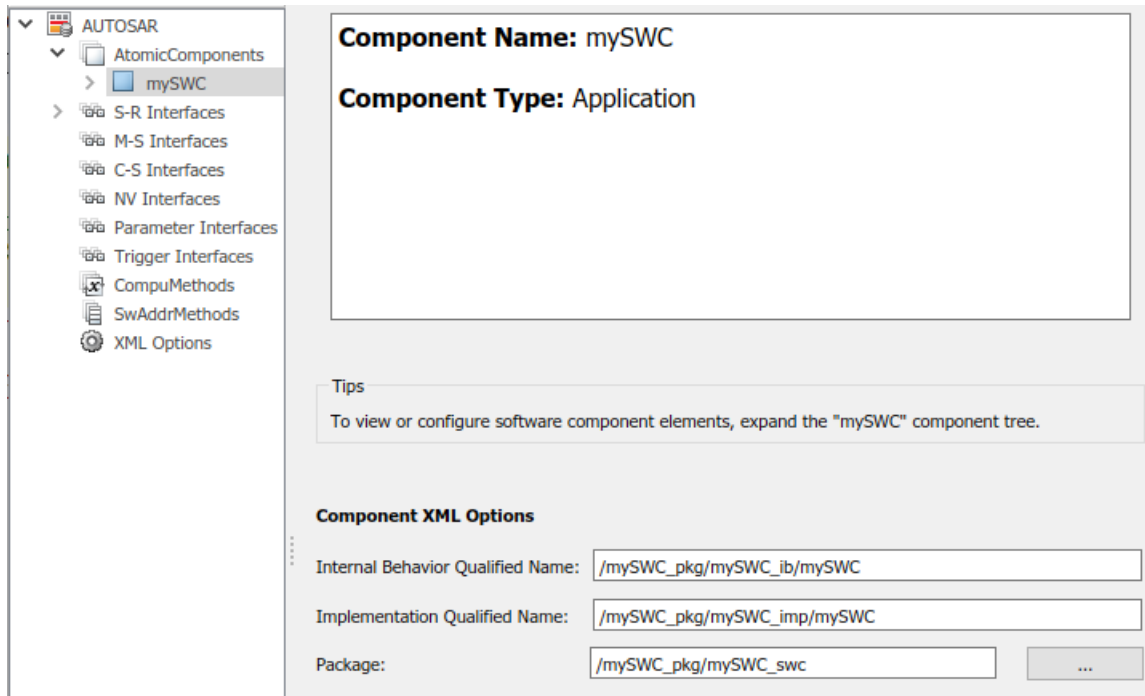 AUTOSAR
AtomicComponents
mySWC
S-R Interfaces
M-S Interfaces
C-S Interfaces
NV Interfaces
Parameter Interfaces
Trigger Interfaces
CompuMethods
SwAddrMethods
XML Options
Component Name: mySWC
Component Type: Application
Tips
To view or configure software component elements, expand the "mySWC" component tree.
Component XML Options
Internal Behavior Qualified Name: /mySWC_pkg/mySWC_ib/mySWC
Implementation Qualified Name: /mySWC_pkg/mySWC_imp/mySWC
Package: /mySWC_pkg/mySWC_swc ...